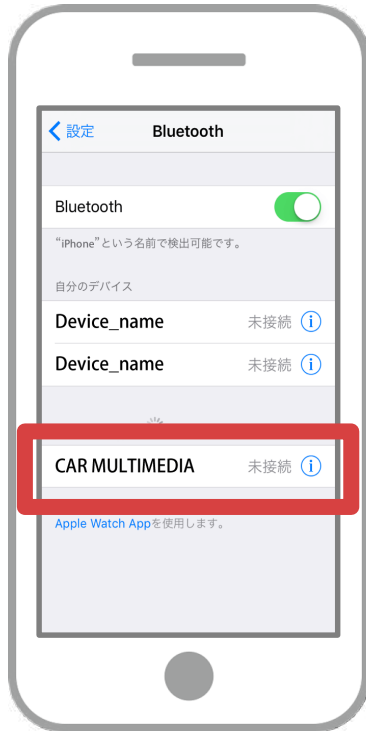 設定 Bluetooth
Bluetooth
“iPhone”という名前で検出可能です。
自分のデバイス
Device_name 未接続
Device_name 未接続
CAR MULTIMEDIA 未接続
Apple Watch Appを使用します。